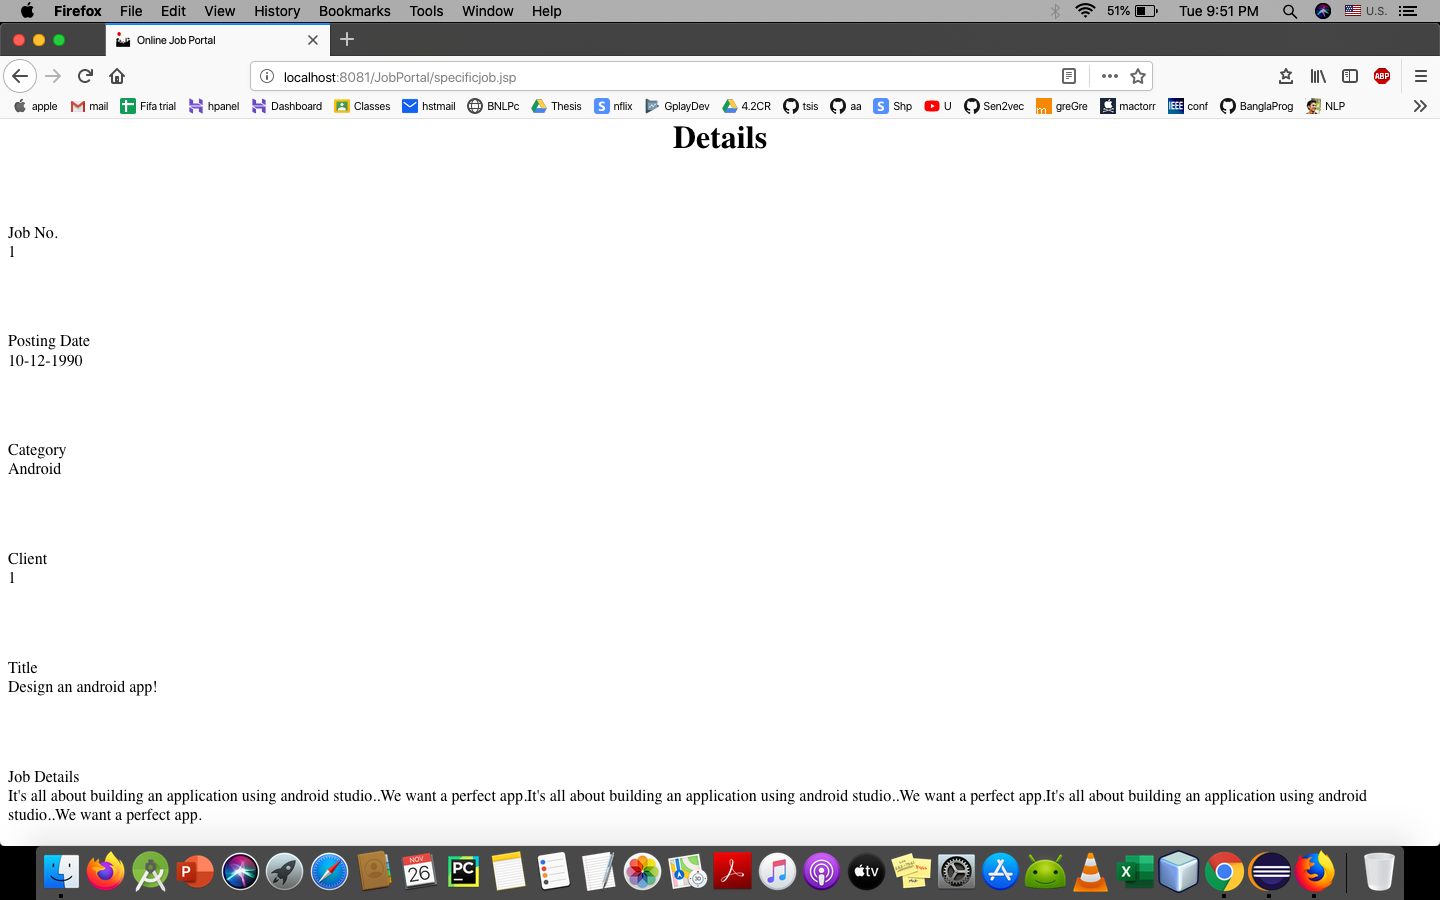 Firefox File Edit View History Bookmarks Tools Window Help 51% Tue 9:51 PM U.S.
Online Job Portal
localhost:8081/JobPortal/specificjob.jsp ABP
apple mail Fifa trial hpanel Dashboard Classes hstmail BNLPc Thesis nflix GplayDev 4.2CR tsis aa Shp U Sen2vec greGre mactorr conf BanglaProg NLP
Details
Job No.
1
Posting Date
10-12-1990
Category
Android
Client
1
Title
Design an android app!
Job Details
It's all about building an application using android studio..We want a perfect app.It's all about building an application using android studio..We want a perfect app.It's all about building an application using android
studio..We want a perfect app.
P NOV 26 PC tv X